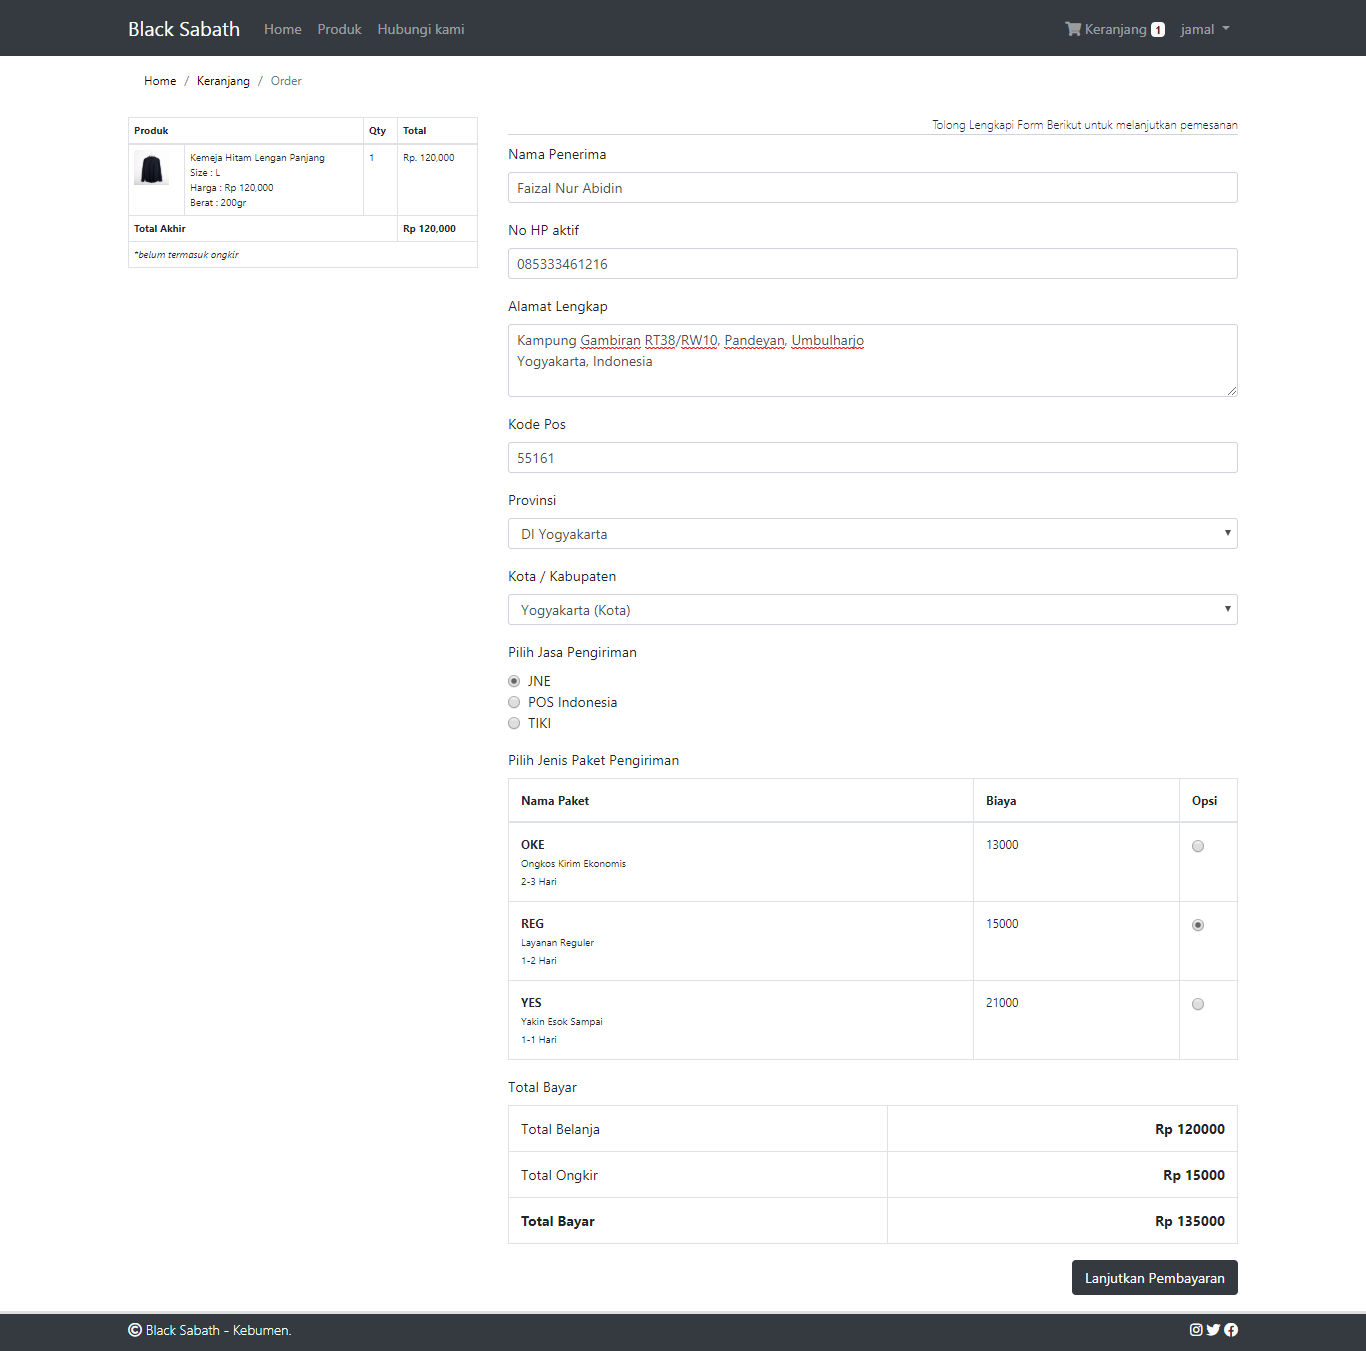 Black Sabath Home Produk Hubungi kami Keranjang 1 jamal
Home / Keranjang / Order
Produk Qty Total
Kemeja Hitam Lengan Panjang 1 Rp. 120,000
Size : L
Harga : Rp 120,000
Berat : 200gr
Total Akhir Rp 120,000
*belum termasuk ongkir
Tolong Lengkapi Form Berikut untuk melanjutkan pemesanan
Nama Penerima
Faizal Nur Abidin
No HP aktif
085333461216
Alamat Lengkap
Kampung Gambiran RT38/RW10, Pandeyan, Umbulharjo
Yogyakarta, Indonesia
Kode Pos
55161
Provinsi
DI Yogyakarta
Kota / Kabupaten
Yogyakarta (Kota)
Pilih Jasa Pengiriman
JNE
POS Indonesia
TIKI
Pilih Jenis Paket Pengiriman
Nama Paket Biaya Opsi
OKE 13000
Ongkos Kirim Ekonomis
2-3 Hari
REG 15000
Layanan Reguler
1-2 Hari
YES 21000
Yakin Esok Sampai
1-1 Hari
Total Bayar
Total Belanja Rp 120000
Total Ongkir Rp 15000
Total Bayar Rp 135000
Lanjutkan Pembayaran
© Black Sabath - Kebumen.